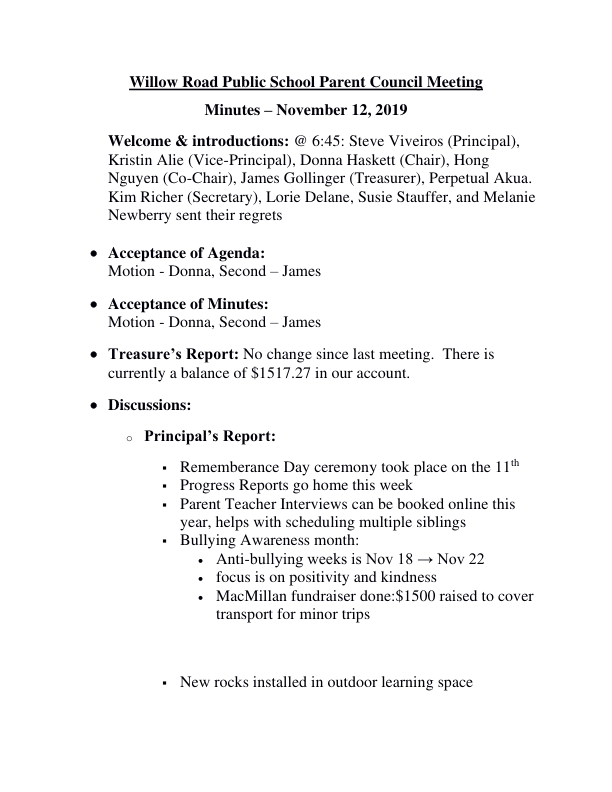 Willow Road Public School Parent Council Meeting
Minutes – November 12, 2019
Welcome & introductions: @ 6:45: Steve Viveiros (Principal),
Kristin Alie (Vice-Principal), Donna Haskett (Chair), Hong
Nguyen (Co-Chair), James Gollinger (Treasurer), Perpetual Akua.
Kim Richer (Secretary), Lorie Delane, Susie Stauffer, and Melanie
Newberry sent their regrets
• Acceptance of Agenda:
Motion - Donna, Second – James
• Acceptance of Minutes:
Motion - Donna, Second – James
• Treasure’s Report: No change since last meeting.  There is
currently a balance of $1517.27 in our account.
• Discussions:
o Principal’s Report:
▪ Rememberance Day ceremony took place on the 11th
▪ Progress Reports go home this week
▪ Parent Teacher Interviews can be booked online this
year, helps with scheduling multiple siblings
▪ Bullying Awareness month:
• Anti-bullying weeks is Nov 18 → Nov 22
• focus is on positivity and kindness
• MacMillan fundraiser done:$1500 raised to cover
transport for minor trips
▪ New rocks installed in outdoor learning space